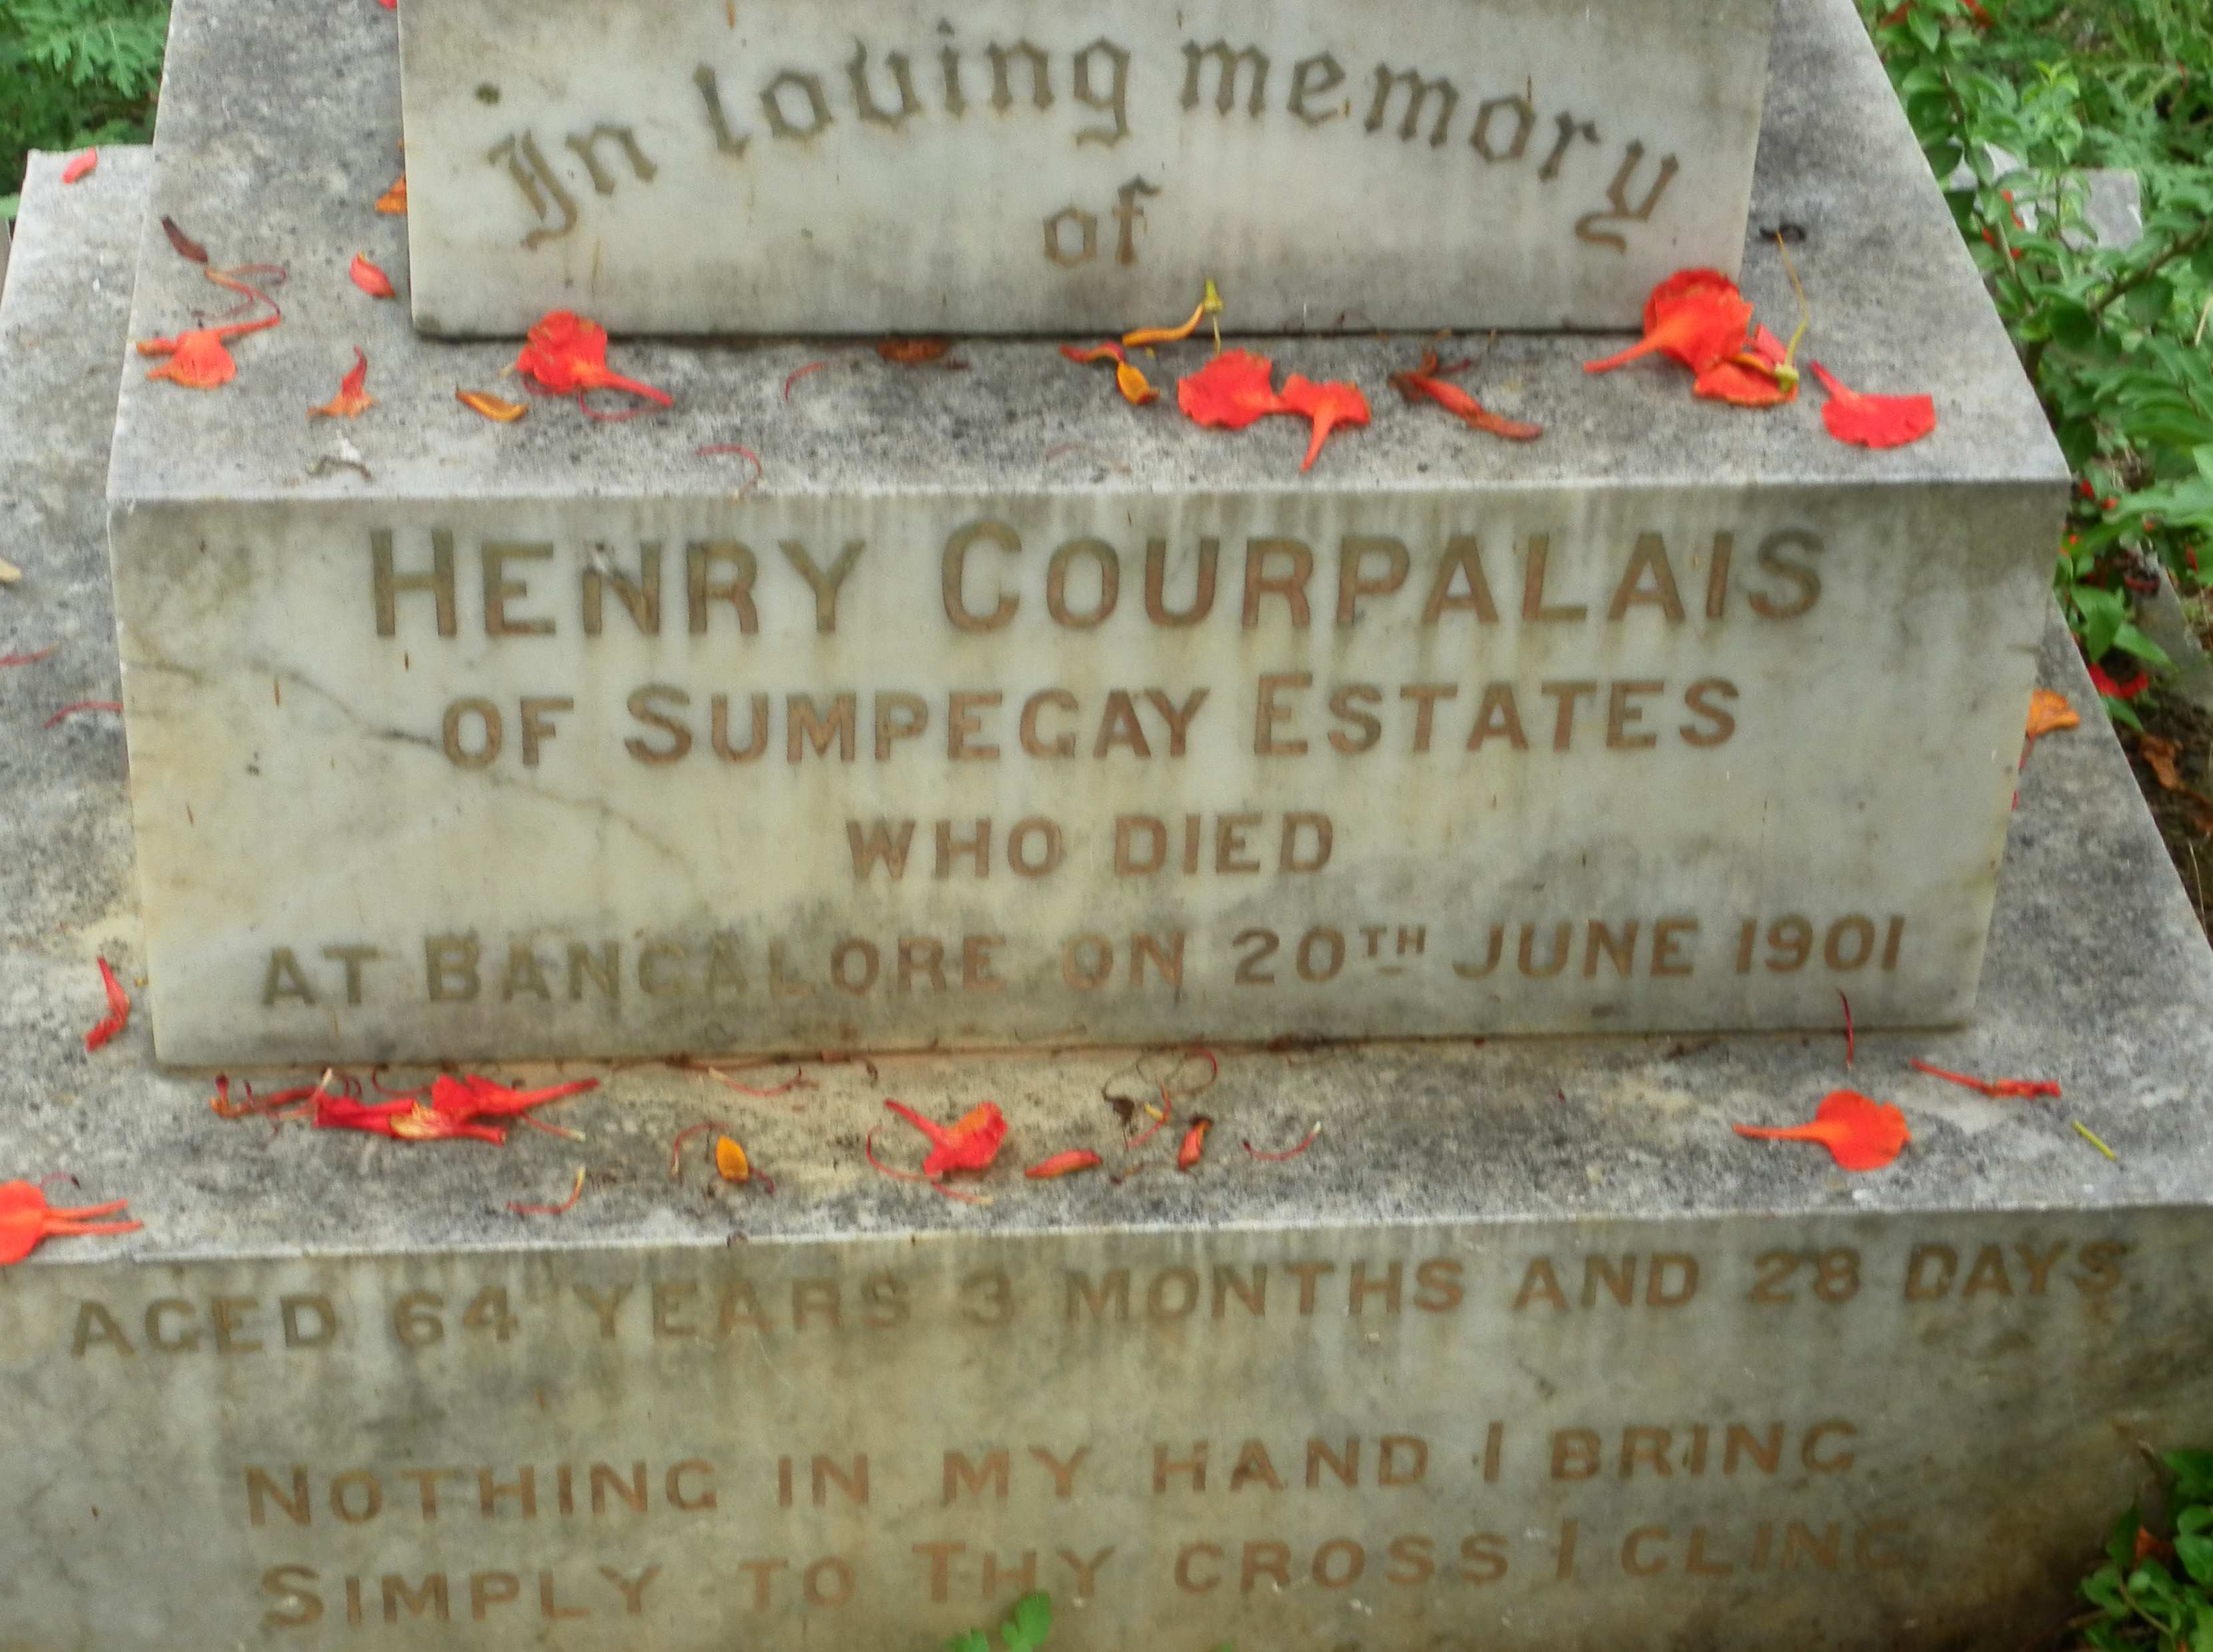 In loving memory
of
HENRY COURPALAIS
OF SUMPEGAY ESTATES
WHO DIED
AT BANGALORE ON 20TH JUNE 1901
AGED 64 YEARS 3 MONTHS AND 28 DAYS
NOTHING IN MY HAND I BRING
SIMPLY TO THY CROSS I CLING